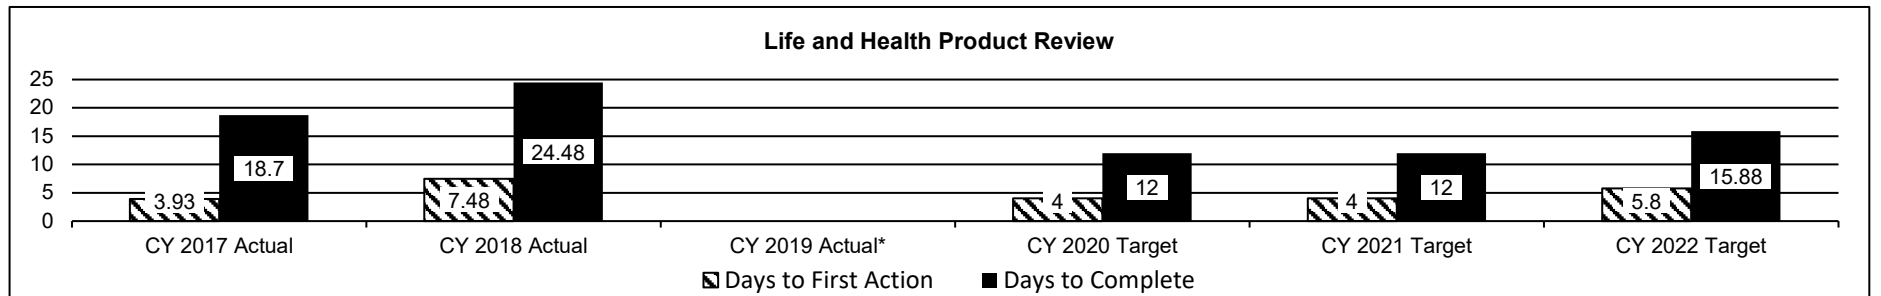 Life and Health Product Review
25
20
15
10
5
0
3.93
18.7
7.48
24.48
4
12
4
12
5.8
15.88
CY 2017 Actual
CY 2018 Actual
CY 2019 Actual*
CY 2020 Target
CY 2021 Target
CY 2022 Target
Days to First Action
Days to Complete